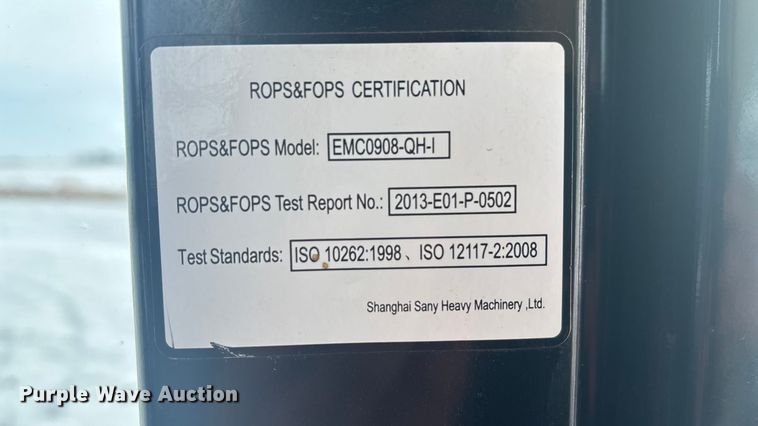 ROPS&FOPS CERTIFICATION
ROPS&FOPS Model: EMC0908-QH-I
ROPS&FOPS Test Report No.: 2013-E01-P-0502
Test Standards: ISO 10262:1998、ISO 12117-2:2008
Shanghai Sany Heavy Machinery ,Ltd.
Purple Wave Auction